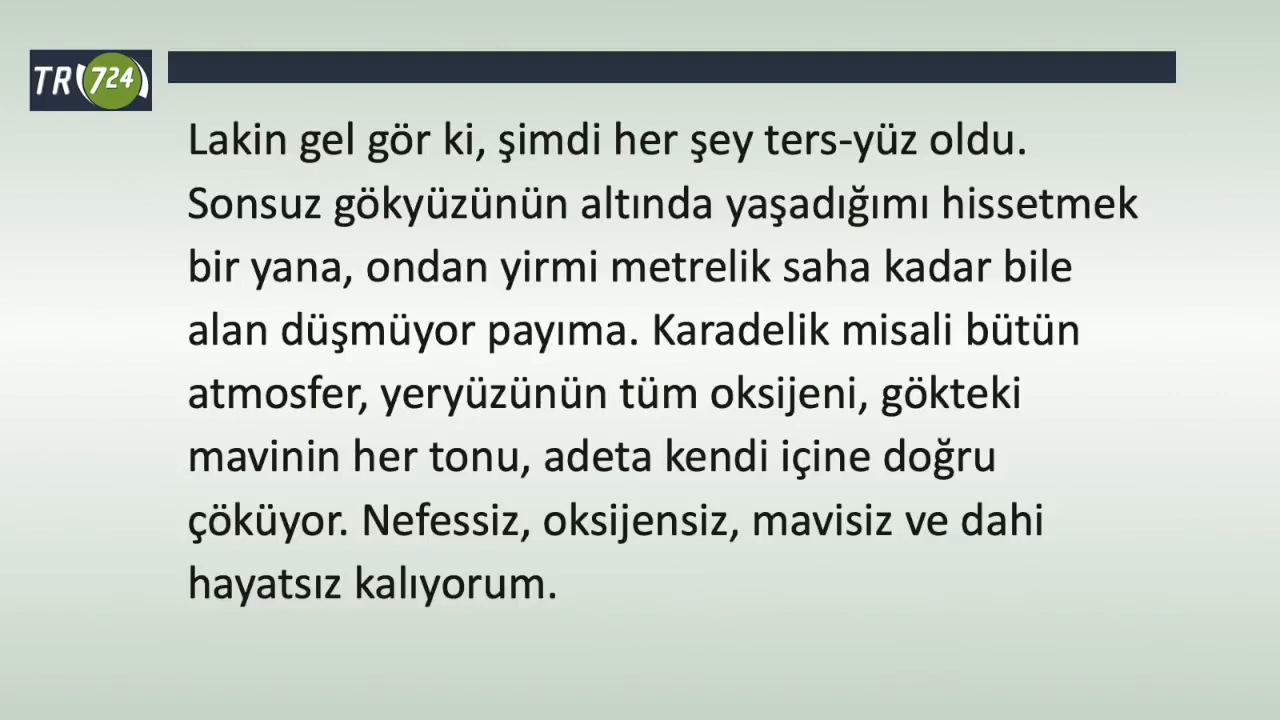 TR724
Lakin gel gör ki, şimdi her şey ters-yüz oldu.
Sonsuz gökyüzünün altında yaşadığımı hissetmek
bir yana, ondan yirmi metrelik saha kadar bile
alan düşmüyor payıma. Karadelik misali bütün
atmosfer, yeryüzünün tüm oksijeni, gökteki
mavinin her tonu, adeta kendi içine doğru
çöküyor. Nefessiz, oksijensiz, mavisiz ve dahi
hayatsız kalıyorum.